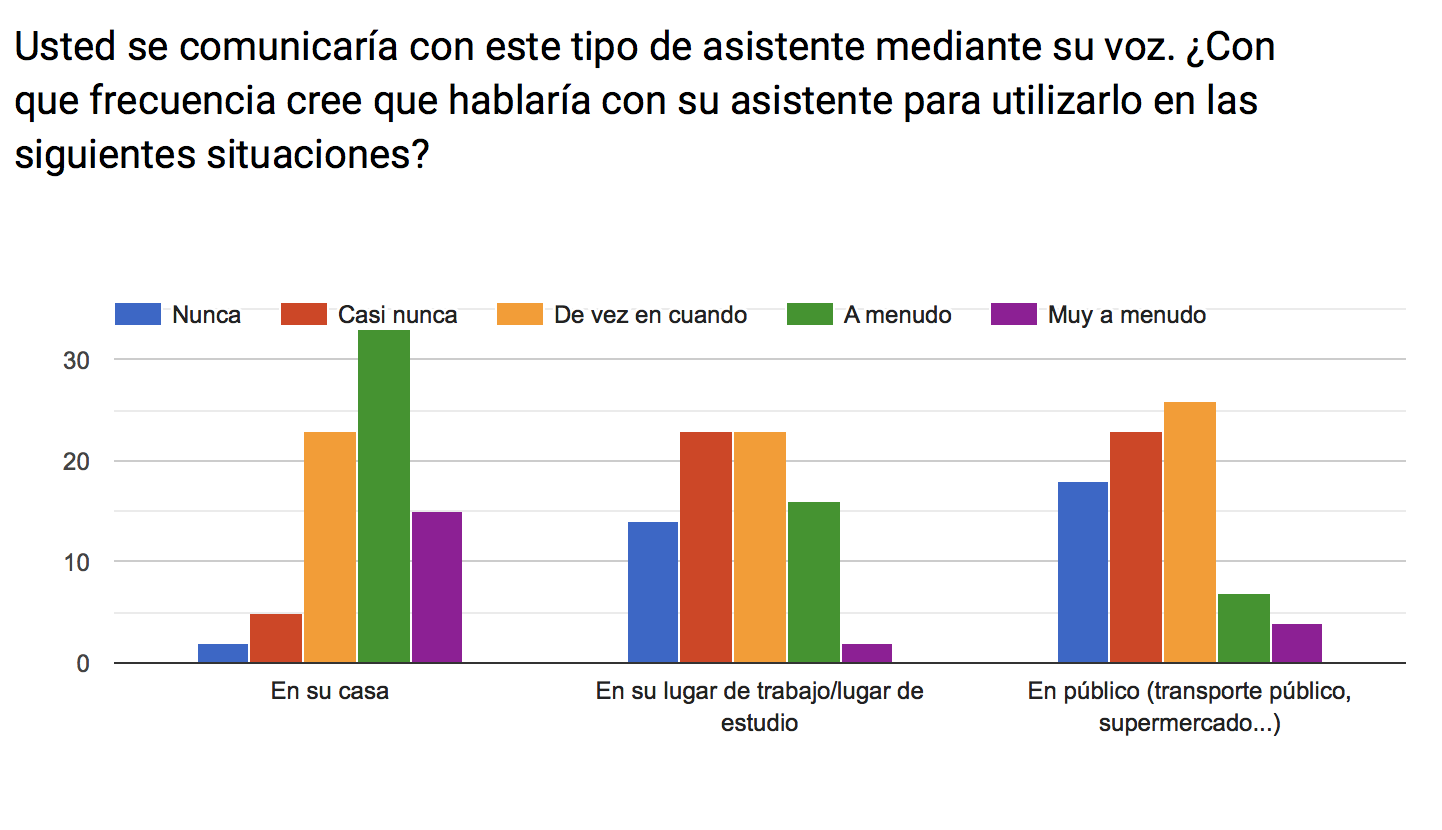 Usted se comunicaría con este tipo de asistente mediante su voz. ¿Con
que frecuencia cree que hablaría con su asistente para utilizarlo en las
siguientes situaciones?
Nunca Casi nunca De vez en cuando A menudo Muy a menudo
30
20
10
0
En su casa
En su lugar de trabajo/lugar de
estudio
En público (transporte público,
supermercado...)